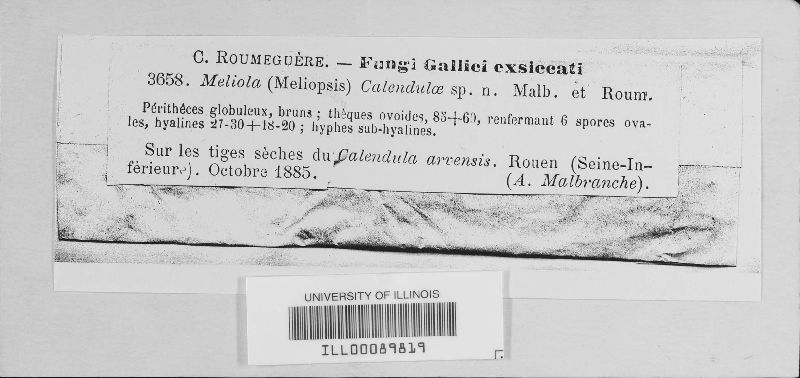 C. ROUMEGUÈRE. — Fungi Gallici exsiccati
3658. Meliola (Meliopsis) Calendulæ sp. n. Malb. et Roum.
Périthèces globuleux, bruns ; thèques ovoides, 85+60, renfermant 6 spores ova-
les, hyalines 27-30+18-20 ; hyphes sub-hyalines.
Sur les tiges sèches du Calendula arvensis. Rouen (Seine-In-
férieure). Octobre 1885. (A. Malbranche).
UNIVERSITY OF ILLINOIS
ILL00089819